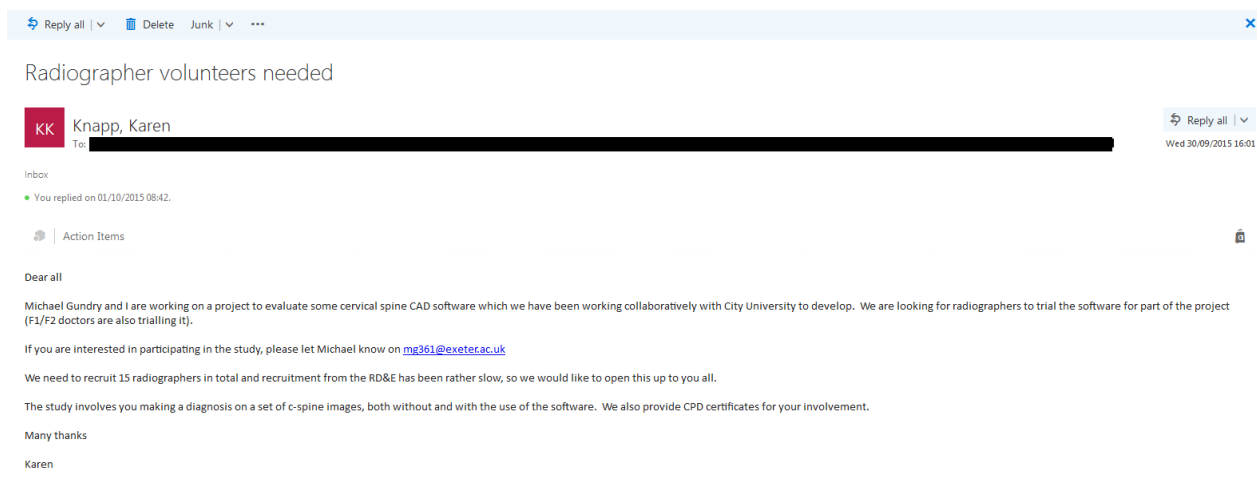 Reply all | Delete Junk | ...
Radiographer volunteers needed
KK Knapp, Karen
To:
Reply all |
Wed 30/09/2015 16:01
Inbox
You replied on 01/10/2015 08:42.
Action Items
Dear all
Michael Gundry and I are working on a project to evaluate some cervical spine CAD software which we have been working collaboratively with City University to develop.  We are looking for radiographers to trial the software for part of the project
(F1/F2 doctors are also trialling it).
If you are interested in participating in the study, please let Michael know on mg361@exeter.ac.uk
We need to recruit 15 radiographers in total and recruitment from the RD&E has been rather slow, so we would like to open this up to you all.
The study involves you making a diagnosis on a set of c-spine images, both without and with the use of the software.  We also provide CPD certificates for your involvement.
Many thanks
Karen